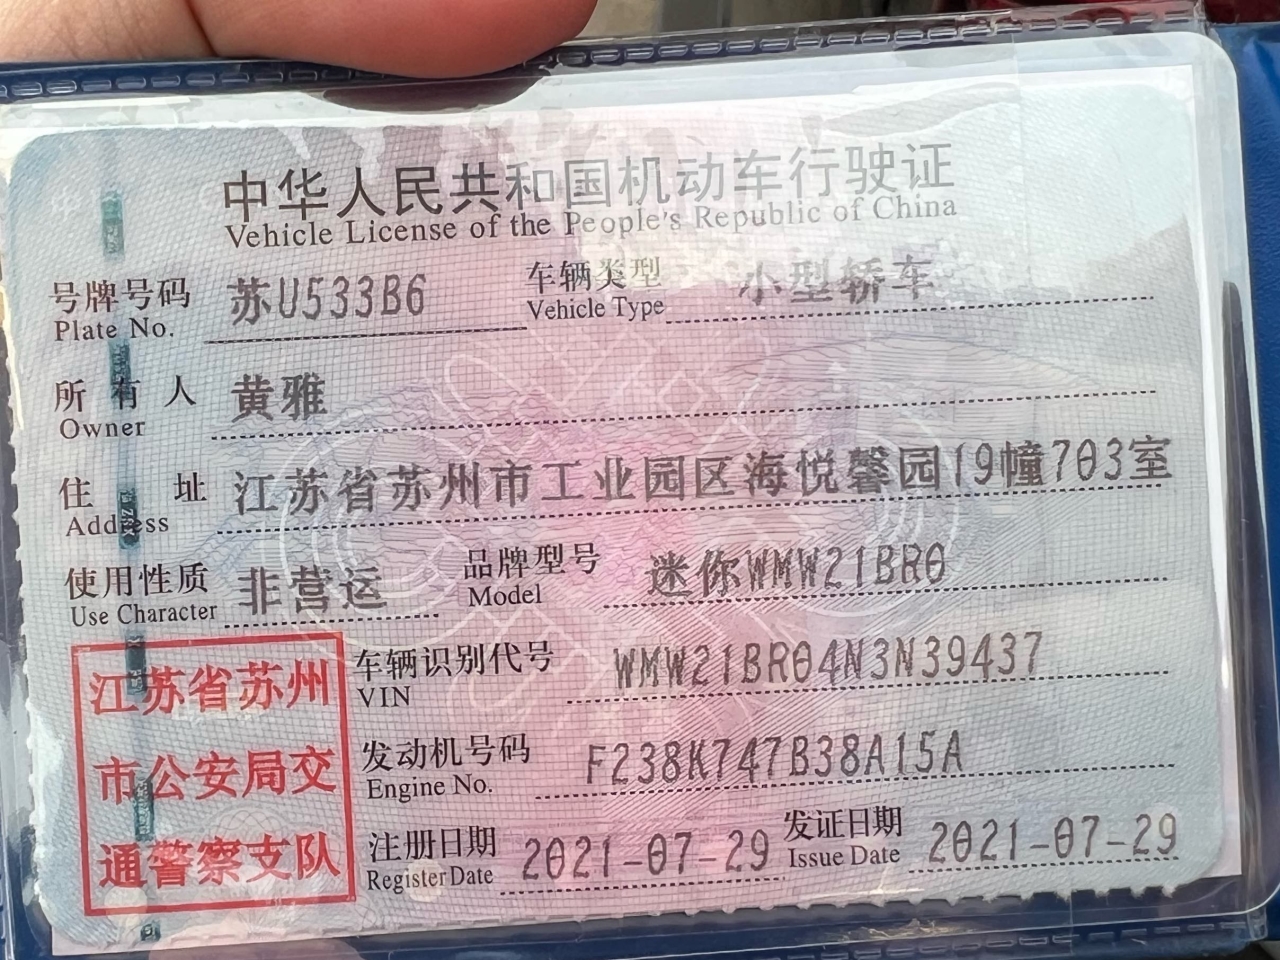 中华人民共和国机动车行驶证
Vehicle License of the People's Republic of China
号牌号码 苏U533B6 车辆类型 小型轿车
Plate No. Vehicle Type
所有人 黄雅
Owner
住址 江苏省苏州市工业园区海悦馨园19幢703室
Address
使用性质 非营运 品牌型号 迷你WMW21BR0
Use Character Model
江苏省苏州
市公安局交
通警察支队
车辆识别代号 WMW21BR04N3N39437
VIN
发动机号码 F238K747B38A15A
Engine No.
注册日期 2021-07-29 发证日期 2021-07-29
Register Date Issue Date